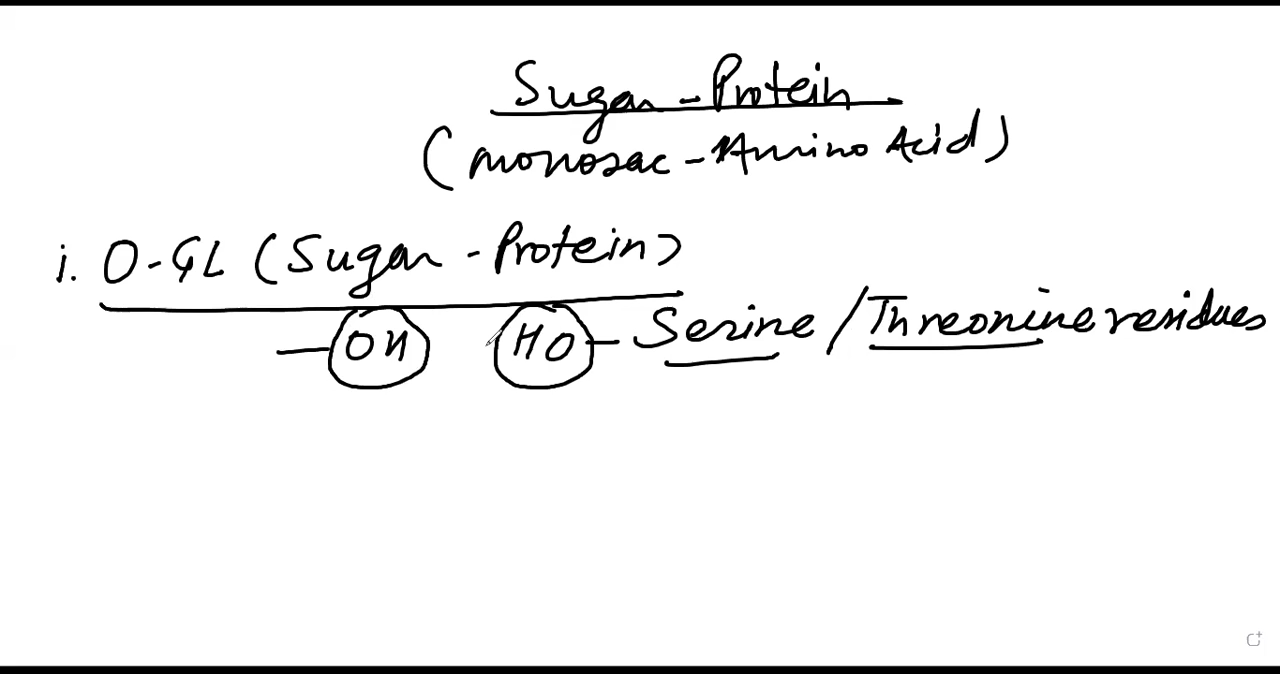 Sugar - Protein
(monosac - Amino Acid)
i. O-GL (Sugar - Protein)
- OH HO - Serine / Threonine residues